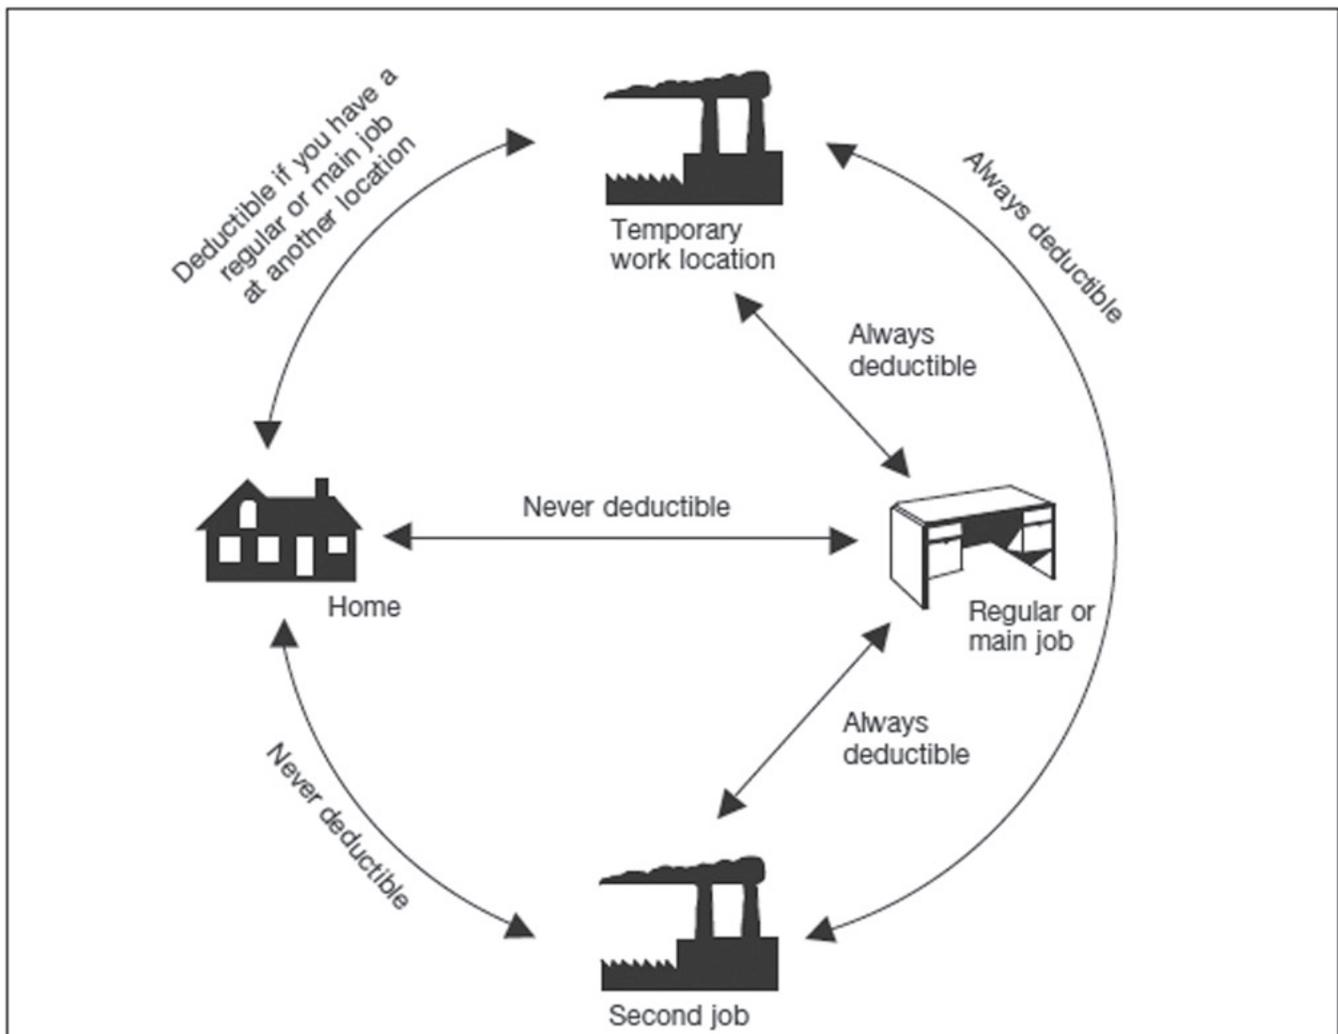 Deductible if you have a
regular or main job
at another location
Temporary
work location
Always deductible
Always
deductible
Never deductible
Home
Regular or
main job
Always
deductible
Never deductible
Second job